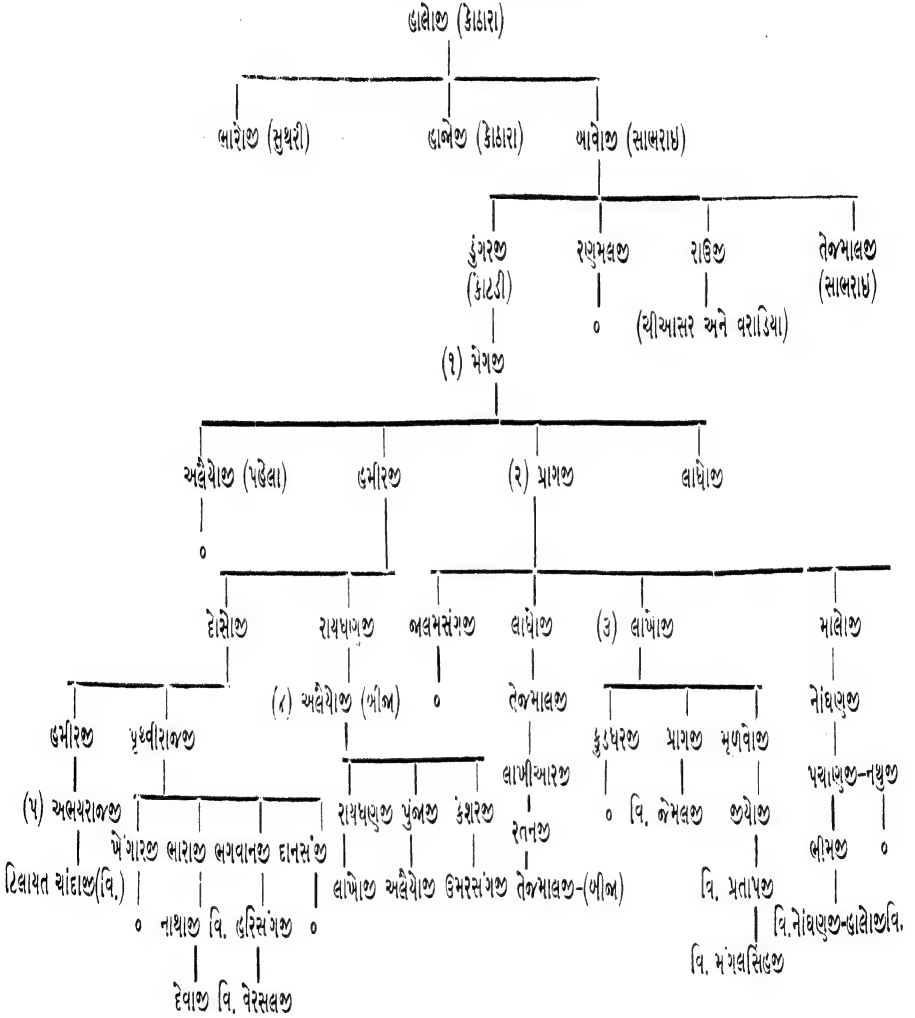 હાલોજી (કોઠારા)
ભારોજી (સુથરી) હાજોજી (કોઠારા) બાવોજી (સાભરાઇ)
ડુંગરજી રણમલજી રાઉજી તેજમાલજી
(કોટડી) (સાભરાઇ)
૦ (ચીઆસર અને વરાડિયા)
(૧) મેગજી
અલૈયોજી (પહેલા) હમીરજી (૨) પ્રાગજી લાધોજી
૦
દોસોજી રાયધણજી જાલમસંગજી લાધોજી (૩) લાખોજી માલોજી
(૪) અલૈયોજી (બીજા) ૦ તેજમાલજી નોંઘણજી
હમીરજી પૃથ્વીરાજજી કુડધરજી પ્રાગજી મૂળવોજી
લાખીઆરજી પચાણજી-નથુજી
(૫) અભયરાજજી રાયધણજી પુંજાજી કેશરજી ૦ વિ. જેમલજી જીયોજી
રતનજી
ખેંગારજી ભારાજી ભગવાનજી દાનસંજી ભીમજી ૦
ટિલાયત ચાંદાજી(વિ.) લાખોજી અલૈયોજી ઉમરસંગજી તેજમાલજી-(બીજા) વિ. પ્રતાપજી
૦ નાથાજી વિ. હરિસંગજી ૦ વિ.નોંઘણજી-હાલોજીવિ.
વિ. મંગલસિંહજી
દેવાજી વિ. વેરસલજી